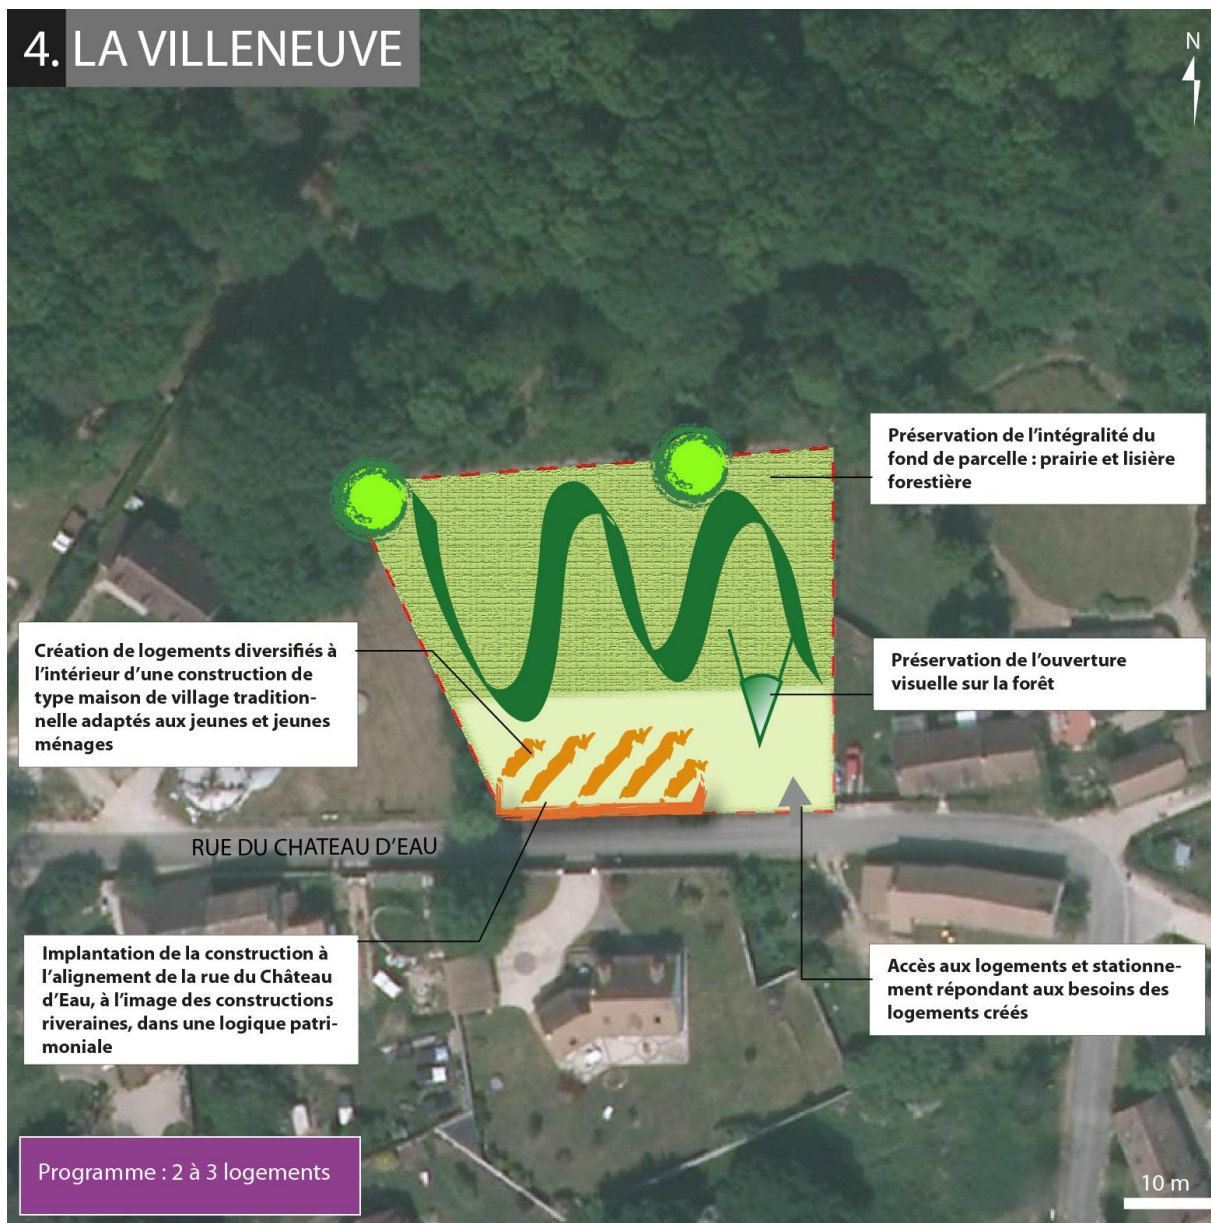 4. LA VILLENEUVE
N
Préservation de l'intégralité du
fond de parcelle : prairie et lisière
forestière
Création de logements diversifiés à
l'intérieur d'une construction de
type maison de village tradition-
nelle adaptés aux jeunes et jeunes
ménages
Préservation de l'ouverture
visuelle sur la forêt
RUE DU CHATEAU D'EAU
Implantation de la construction à
l'alignement de la rue du Château
d'Eau, à l'image des constructions
riveraines, dans une logique patri-
moniale
Accès aux logements et stationne-
ment répondant aux besoins des
logements créés
Programme : 2 à 3 logements
10 m